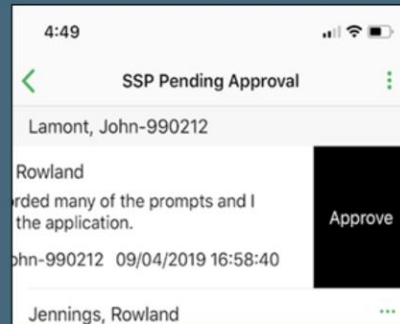 4:49
SSP Pending Approval
Lamont, John-990212
Rowland
rded many of the prompts and I
the application.
Approve
ohn-990212 09/04/2019 16:58:40
Jennings, Rowland